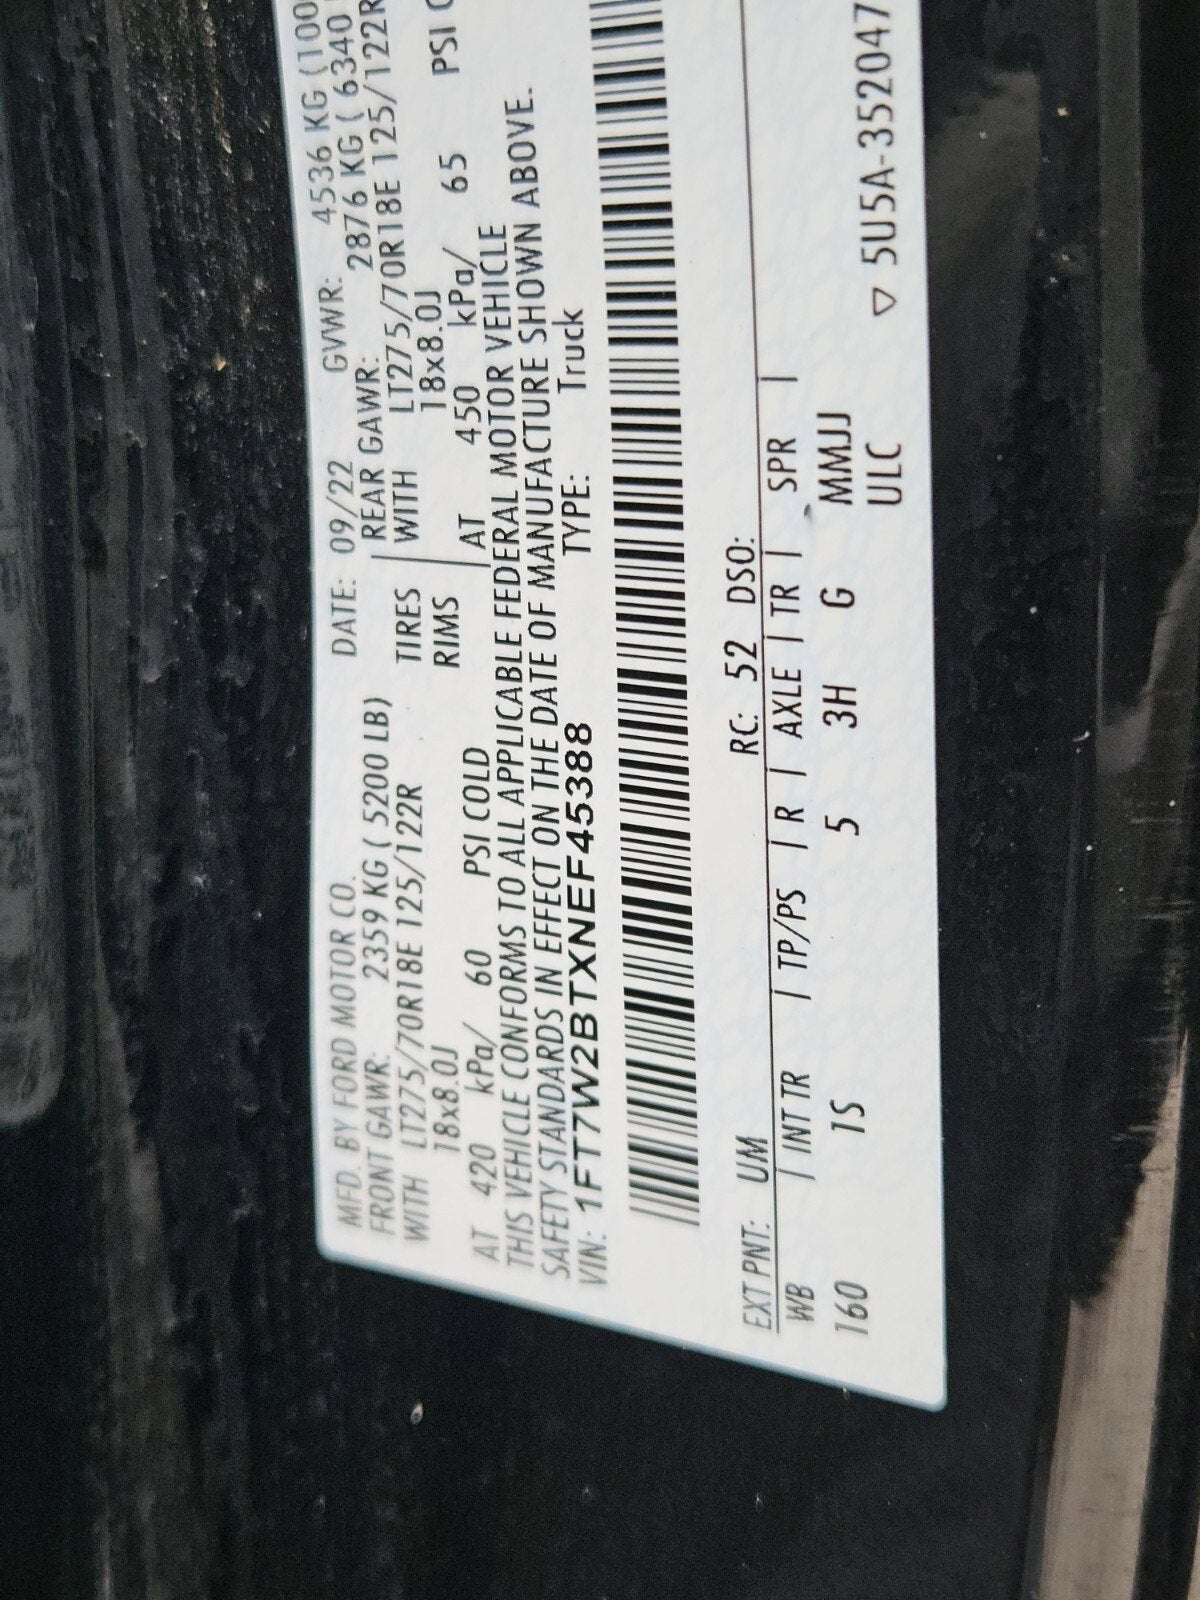 MFD. BY FORD MOTOR CO. DATE: 09/22 GVWR: 4536 KG (100
FRONT GAWR: 2359 KG ( 5200 LB) REAR GAWR: 2876 KG ( 6340
WITH LT275/70R18E 125/122R TIRES WITH LT275/70R18E 125/122R
18x8.0J RIMS 18x8.0J
AT 420 kPa/ 60 PSI COLD AT 450 kPa/ 65 PSI C
THIS VEHICLE CONFORMS TO ALL APPLICABLE FEDERAL MOTOR VEHICLE
SAFETY STANDARDS IN EFFECT ON THE DATE OF MANUFACTURE SHOWN ABOVE.
VIN: 1FT7W2BTXNEF45388 TYPE: Truck
EXT PNT: UM RC: 52 DSO:
WB | INT TR | TP/PS | R | AXLE | TR | SPR |
160 1S 5 3H G MMJJ ▽ 5U5A-3520047
ULC